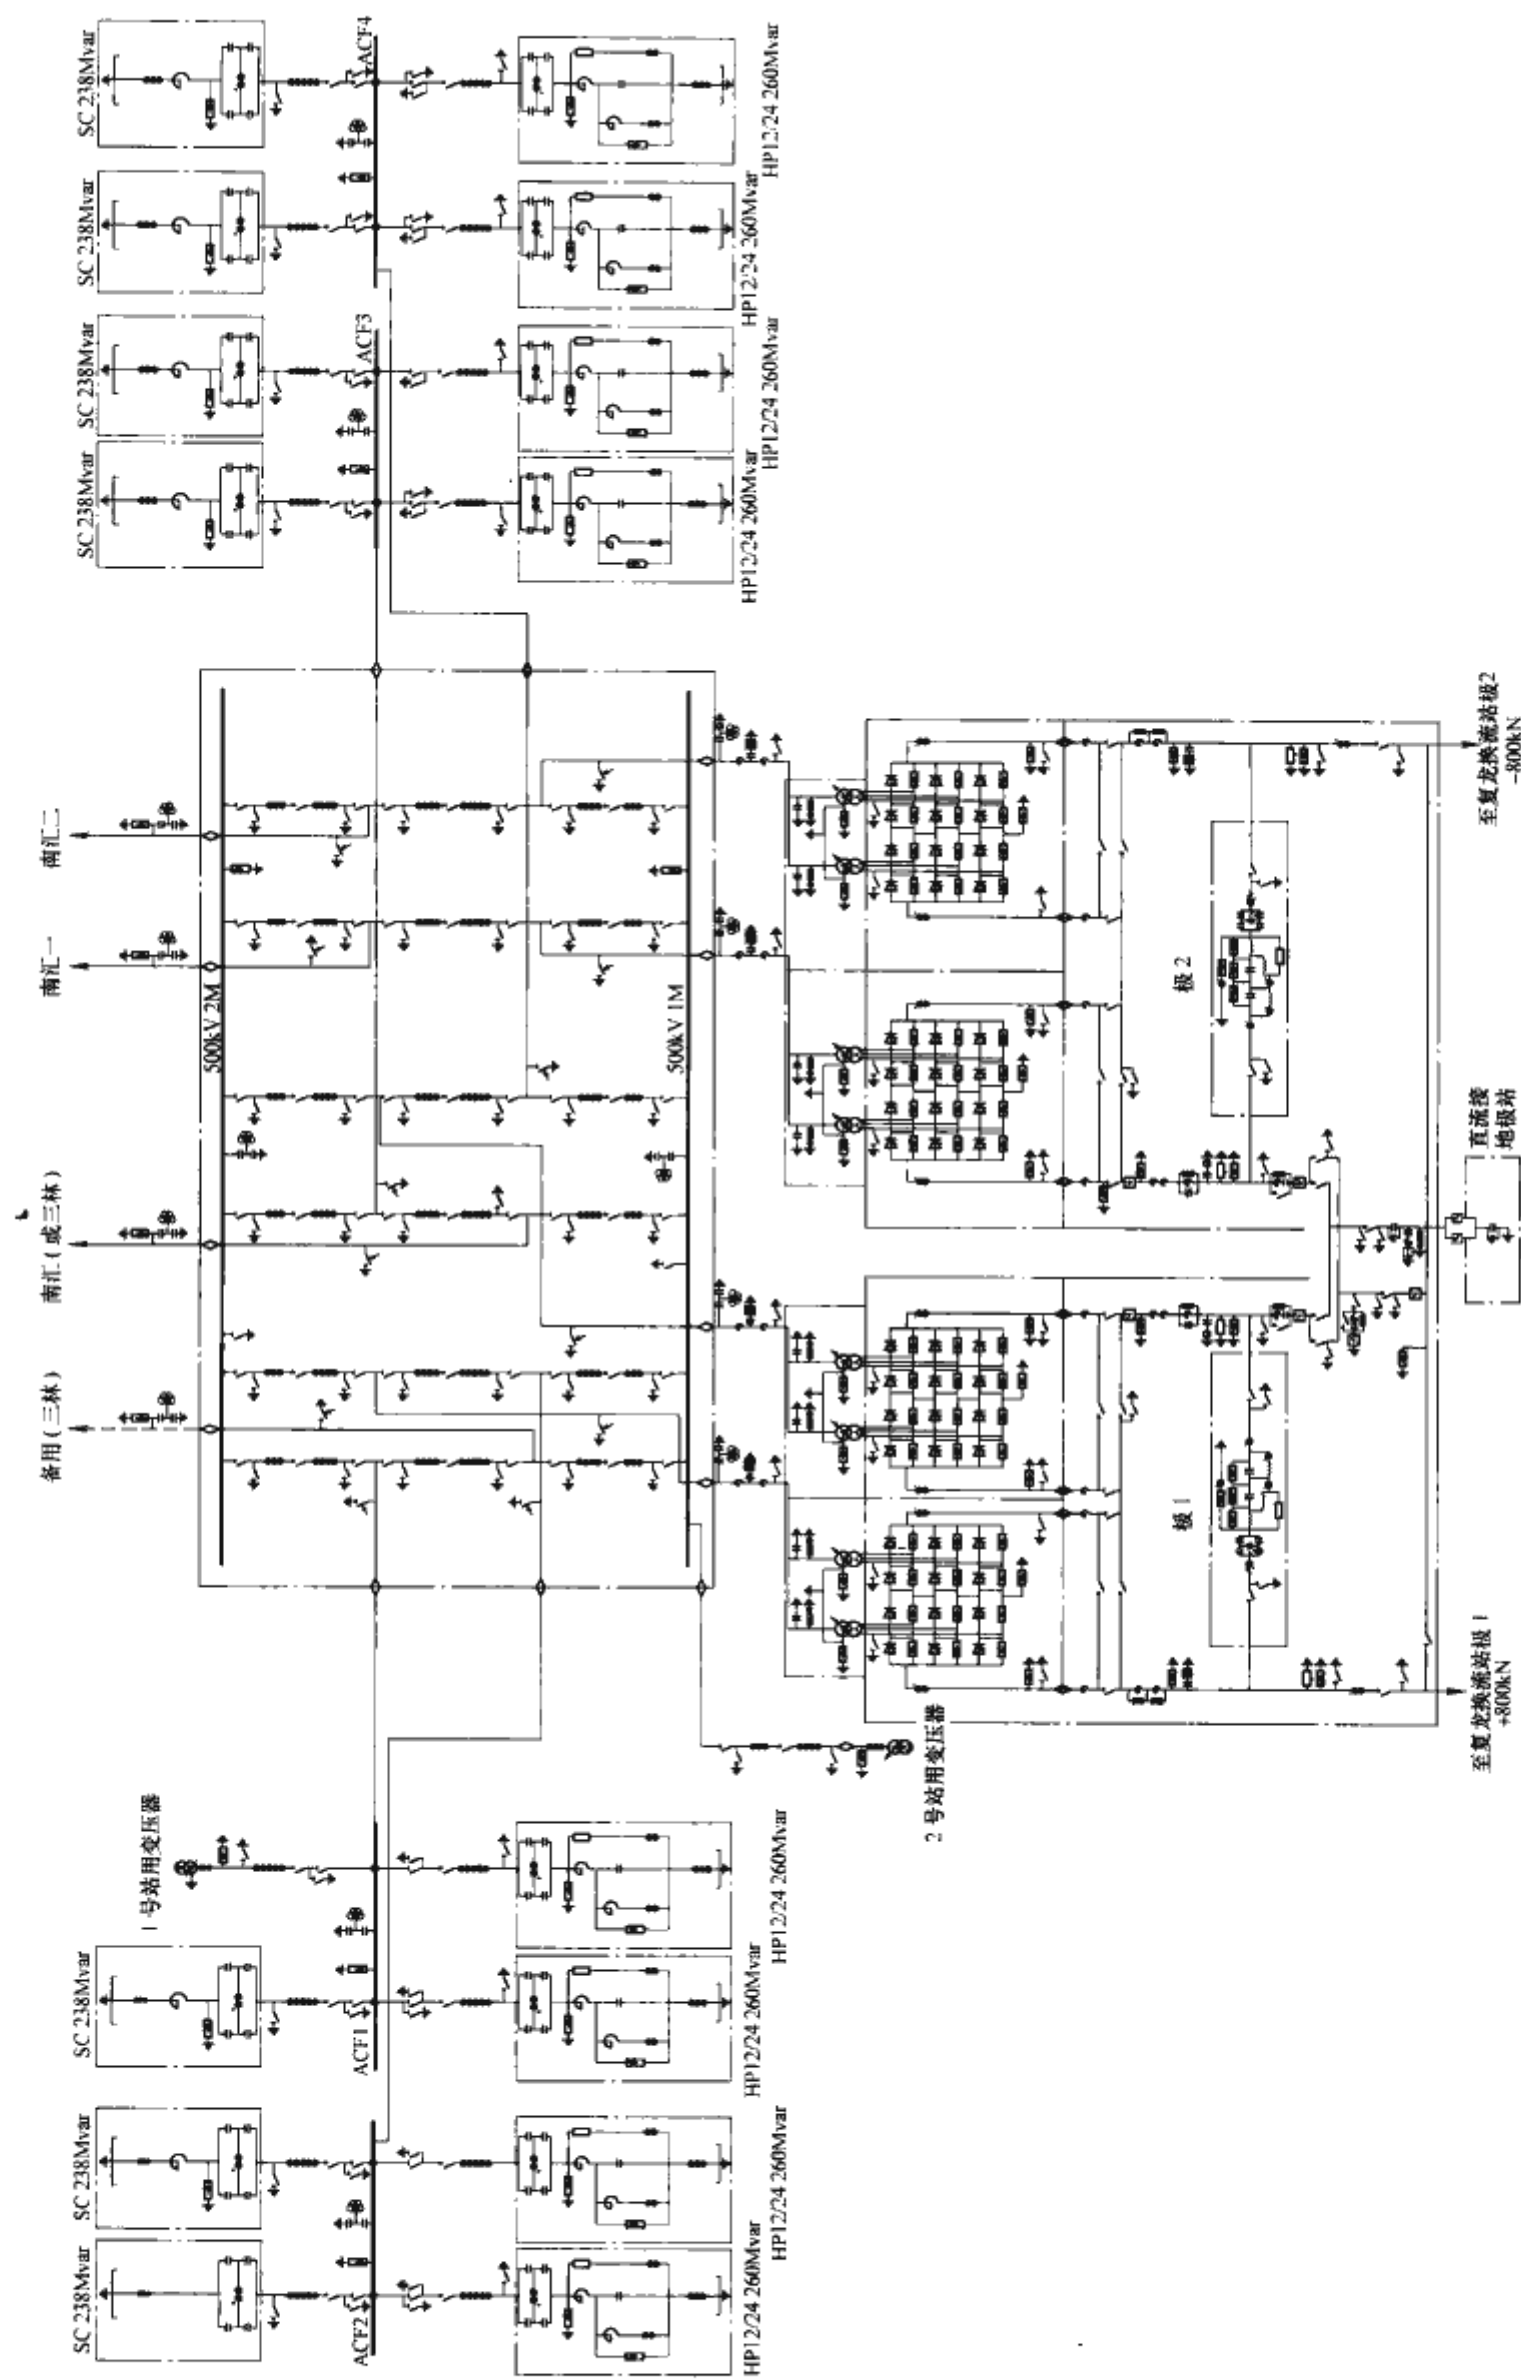 SC 238Mvar
SC 238Mvar
SC 238Mvar
SC 238Mvar
ACF4
ACF3
HP12/24 260Mvar
HP12/24 260Mvar
HP12/24 260Mvar
HP12/24 260Mvar
南汇二
南汇一
南汇(或三林)
备用(三林)
500kV 2M
500kV 1M
极 2
极 1
至复龙换流站极2
-800kN
直流接
地极站
至复龙换流站极 1
+800kN
2 号站用变压器
1 号站用变压器
SC 238Mvar
SC 238Mvar
SC 238Mvar
ACF1
ACF2
HP12/24 260Mvar
HP12/24 260Mvar
HP12/24 260Mvar
HP12/24 260Mvar